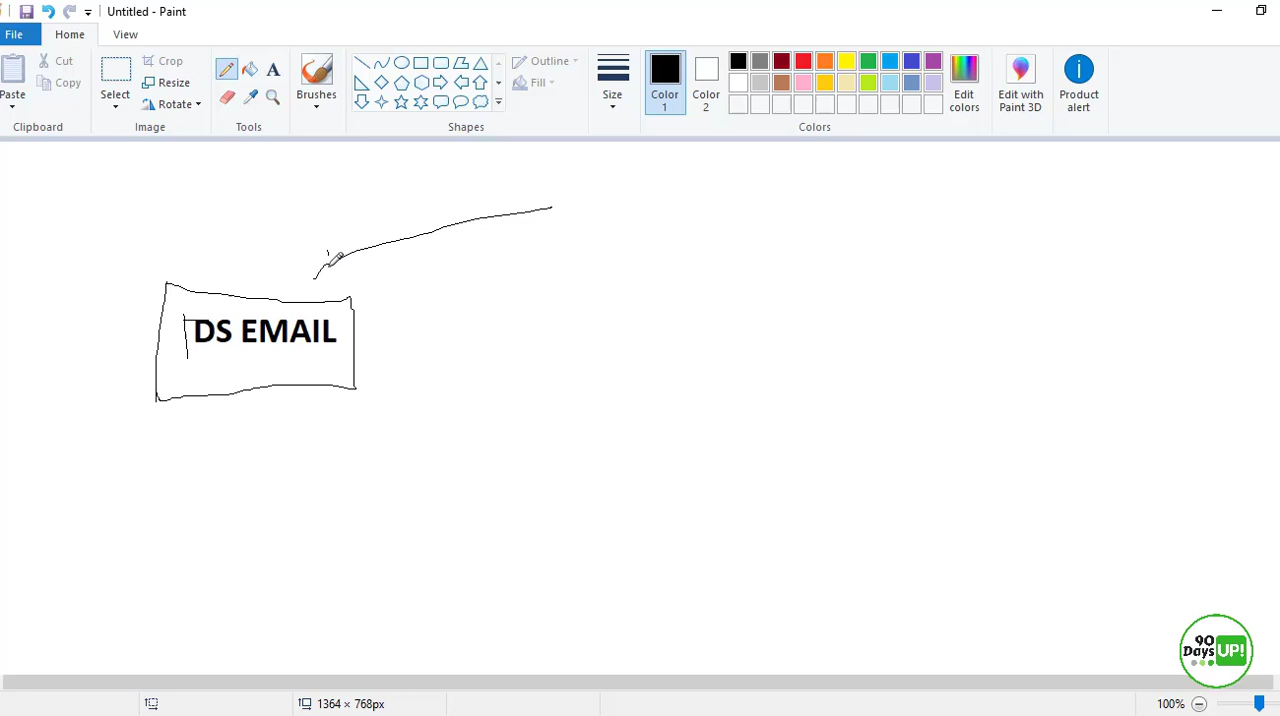 Untitled - Paint
File
Home
View
Paste
Cut
Copy
Clipboard
Select
Crop
Resize
Rotate
Image
A
Tools
Brushes
Shapes
Outline
Fill
Size
Color
1
Color
2
Colors
Edit
colors
Edit with
Paint 3D
Product
alert
TDS EMAIL
90
Days UP!
1364 × 768px
100%